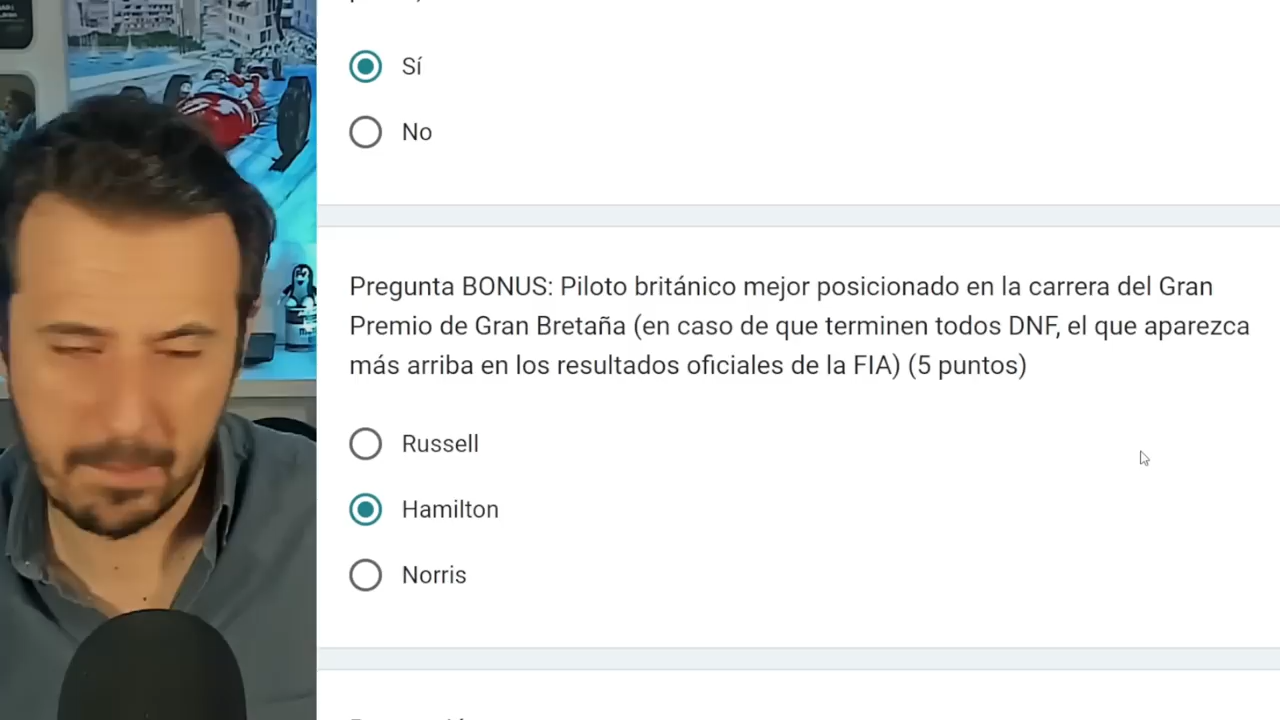 Sí
No
Pregunta BONUS: Piloto británico mejor posicionado en la carrera del Gran
Premio de Gran Bretaña (en caso de que terminen todos DNF, el que aparezca
más arriba en los resultados oficiales de la FIA) (5 puntos)
Russell
Hamilton
Norris